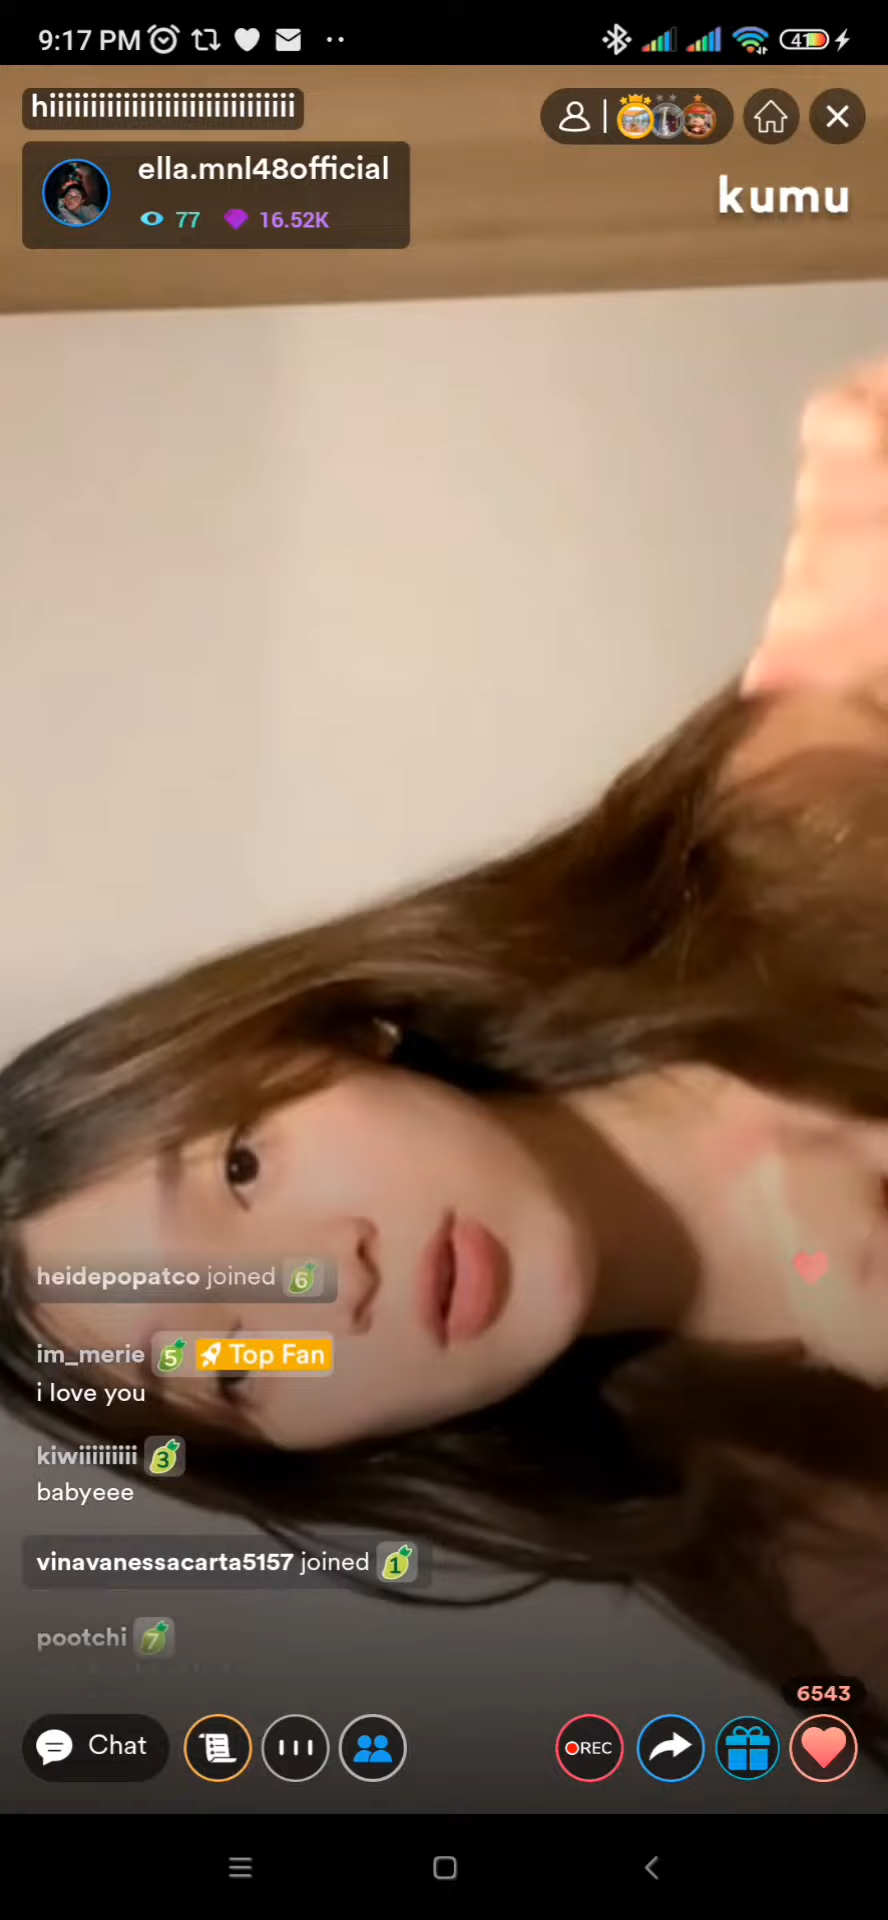 9:17 PM
41
hiiiiiiiiiiiiiiiiiiiiiiiiiiiii
ella.mnl48official
77 16.52K
kumu
heidepopatco joined 6
im_merie 5 Top Fan
i love you
kiwiiiiiiiii 3
babyeee
vinavanessacarta5157 joined 1
pootchi 7
6543
Chat
REC